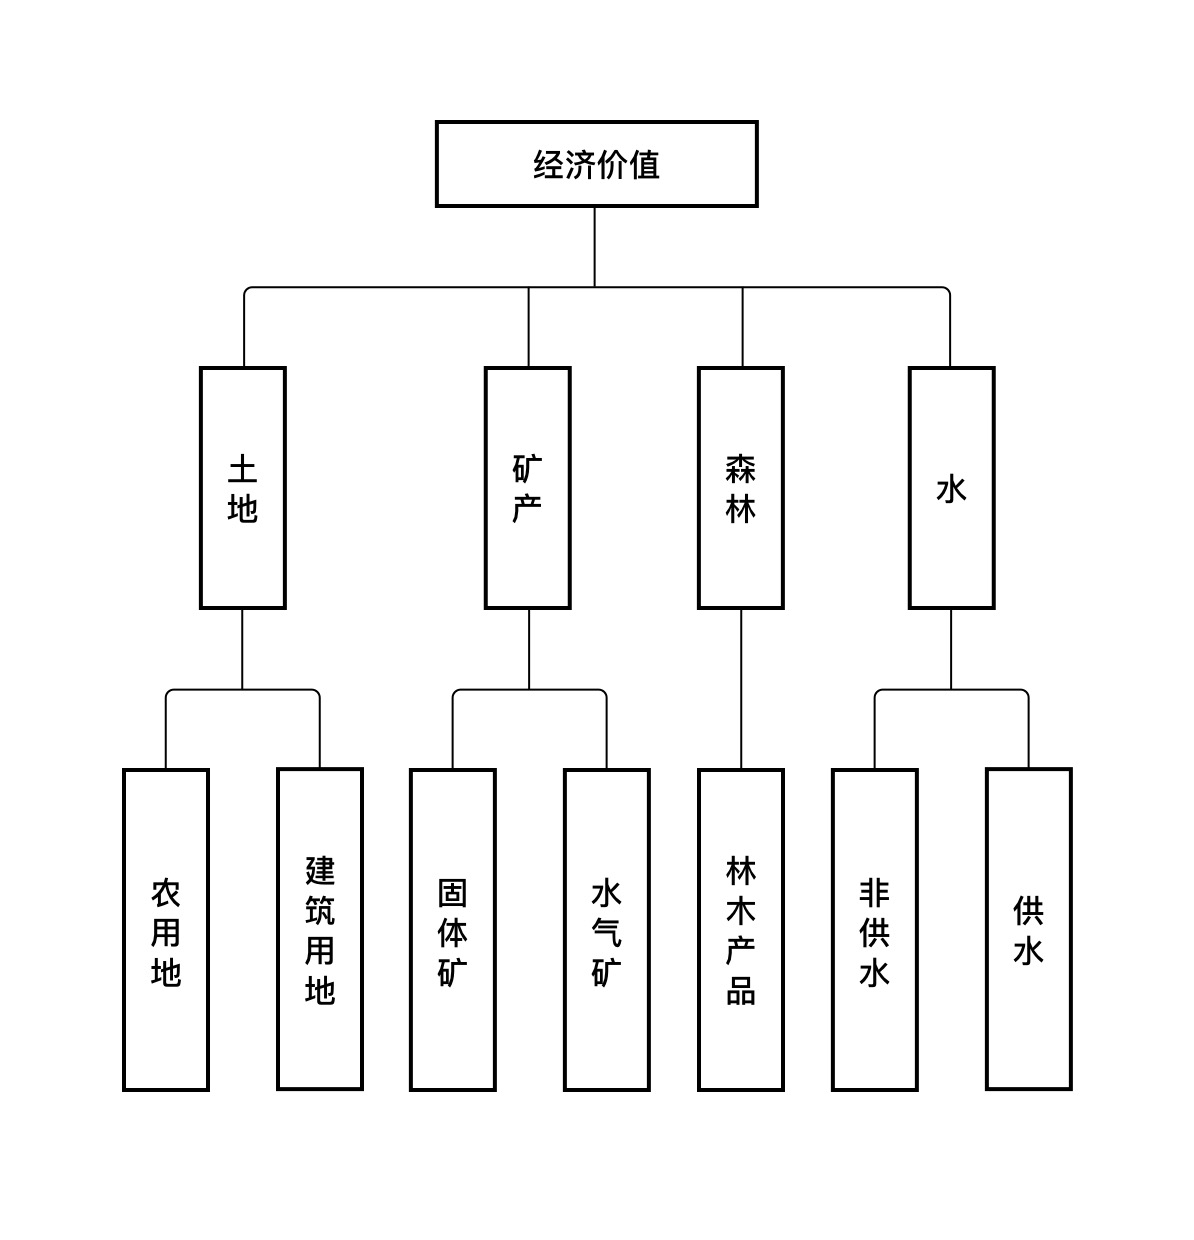 经济价值
土地
矿产
森林
水
农用地
建筑用地
固体矿
水气矿
林木产品
非供水
供水